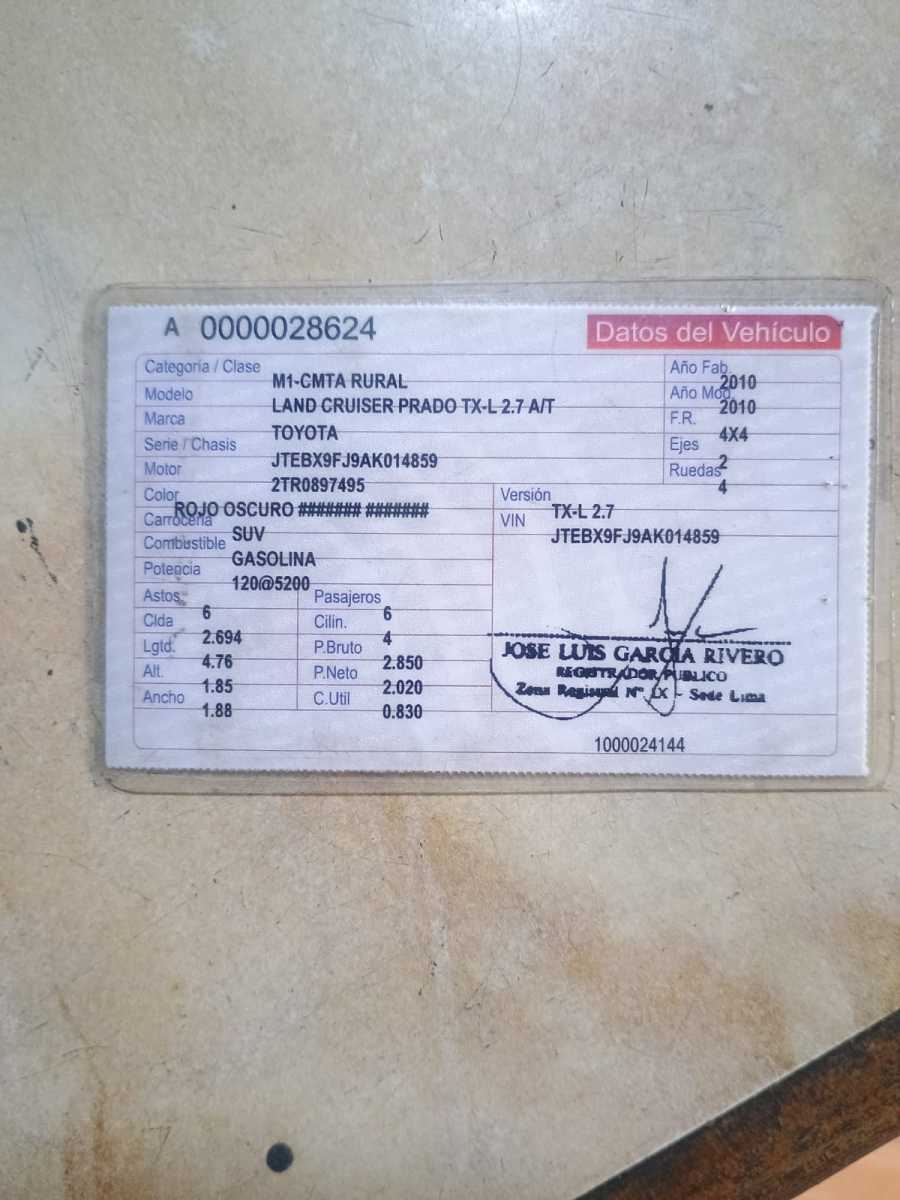 A 0000028624
Datos del Vehículo
Categoría / Clase M1-CMTA RURAL
Modelo LAND CRUISER PRADO TX-L 2.7 A/T
Marca TOYOTA
Serie / Chasis JTEBX9FJ9AK014859
Motor 2TR0897495
Año Fab. 2010
Año Mod. 2010
F.R. 4X4
Ejes 2
Ruedas 4
Color ROJO OSCURO ####### #######
Carrocería SUV
Combustible GASOLINA
Potencia 120@5200
Versión TX-L 2.7
VIN JTEBX9FJ9AK014859
Astos. 6
Pasajeros 6
Clda 2.694
Cilin. 4
Lgtd. 4.76
P.Bruto 2.850
Alt. 1.85
P.Neto 2.020
Ancho 1.88
C.Util 0.830
JOSE LUIS GARCIA RIVERO
REGISTRADOR PUBLICO
Zona Registral N° IX - Sede Lima
1000024144